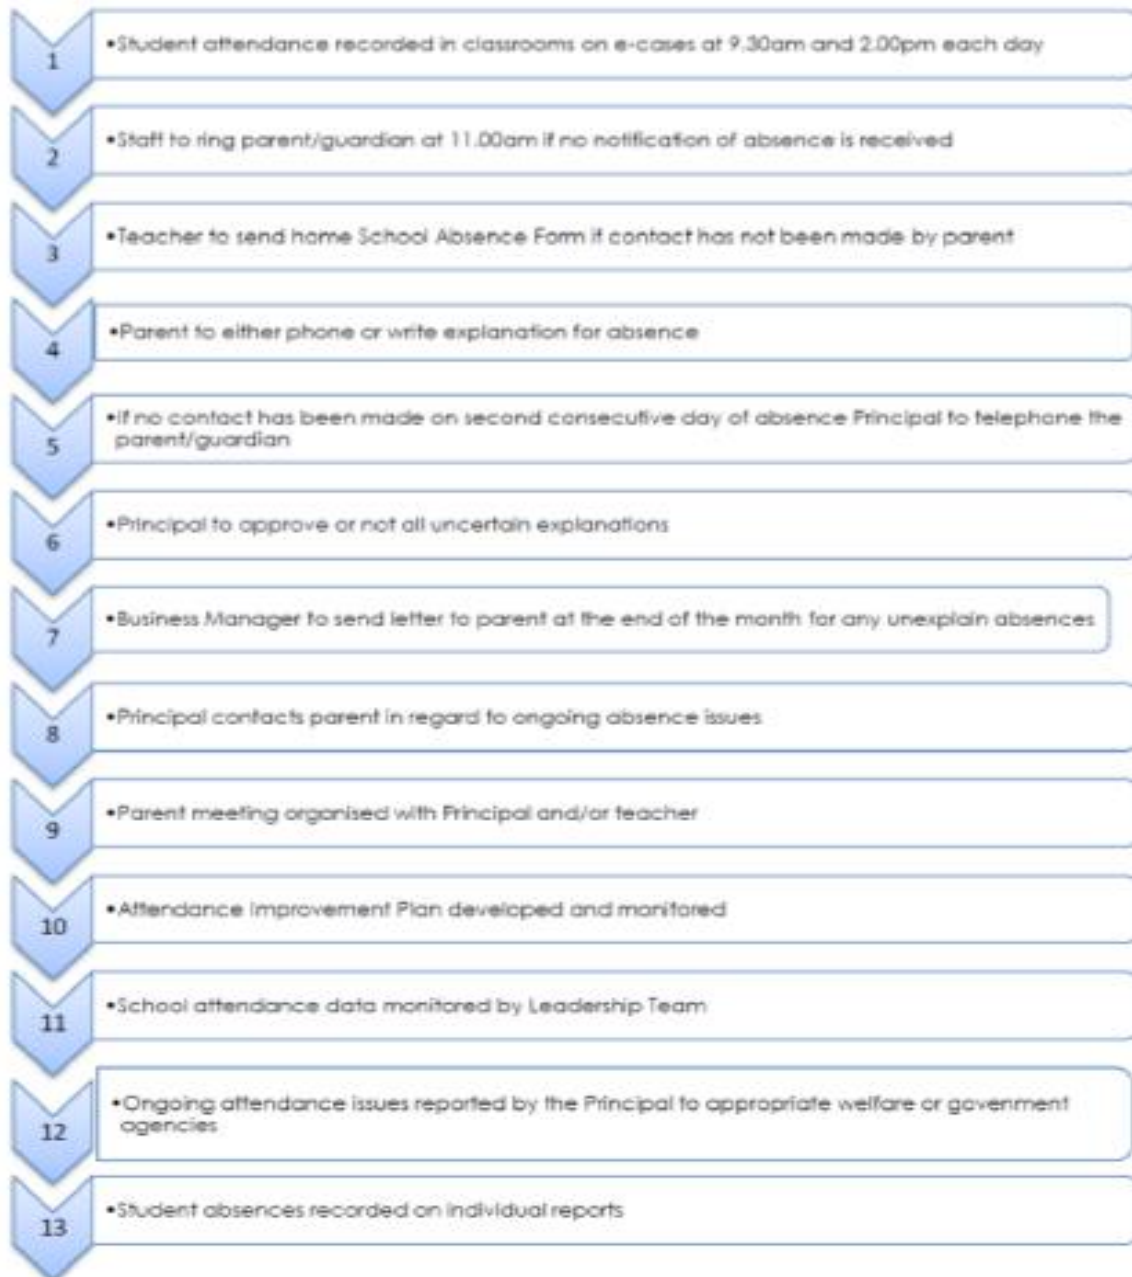 1
•Student attendance recorded in classrooms on e-cases at 9.30am and 2.00pm each day
2
•Staff to ring parent/guardian at 11.00am if no notification of absence is received
3
•Teacher to send home School Absence Form if contact has not been made by parent
4
•Parent to either phone or write explanation for absence
5
•If no contact has been made on second consecutive day of absence Principal to telephone the
parent/guardian
6
•Principal to approve or not all uncertain explanations
7
•Business Manager to send letter to parent at the end of the month for any unexplain absences
8
•Principal contacts parent in regard to ongoing absence issues
9
•Parent meeting organised with Principal and/or teacher
10
•Attendance Improvement Plan developed and monitored
11
•School attendance data monitored by Leadership Team
12
•Ongoing attendance issues reported by the Principal to appropriate welfare or govenment
agencies
13
•Student absences recorded on individual reports